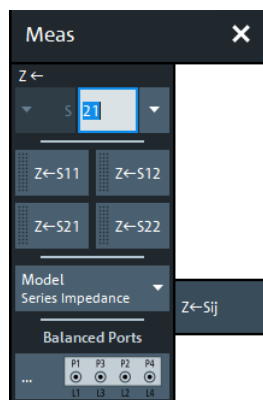 Meas
Z←
S 21
Z←S11 Z←S12
Z←S21 Z←S22
Model
Series Impedance
Z←Sij
Balanced Ports
... P1 P3 P2 P4
L1 L3 L2 L4